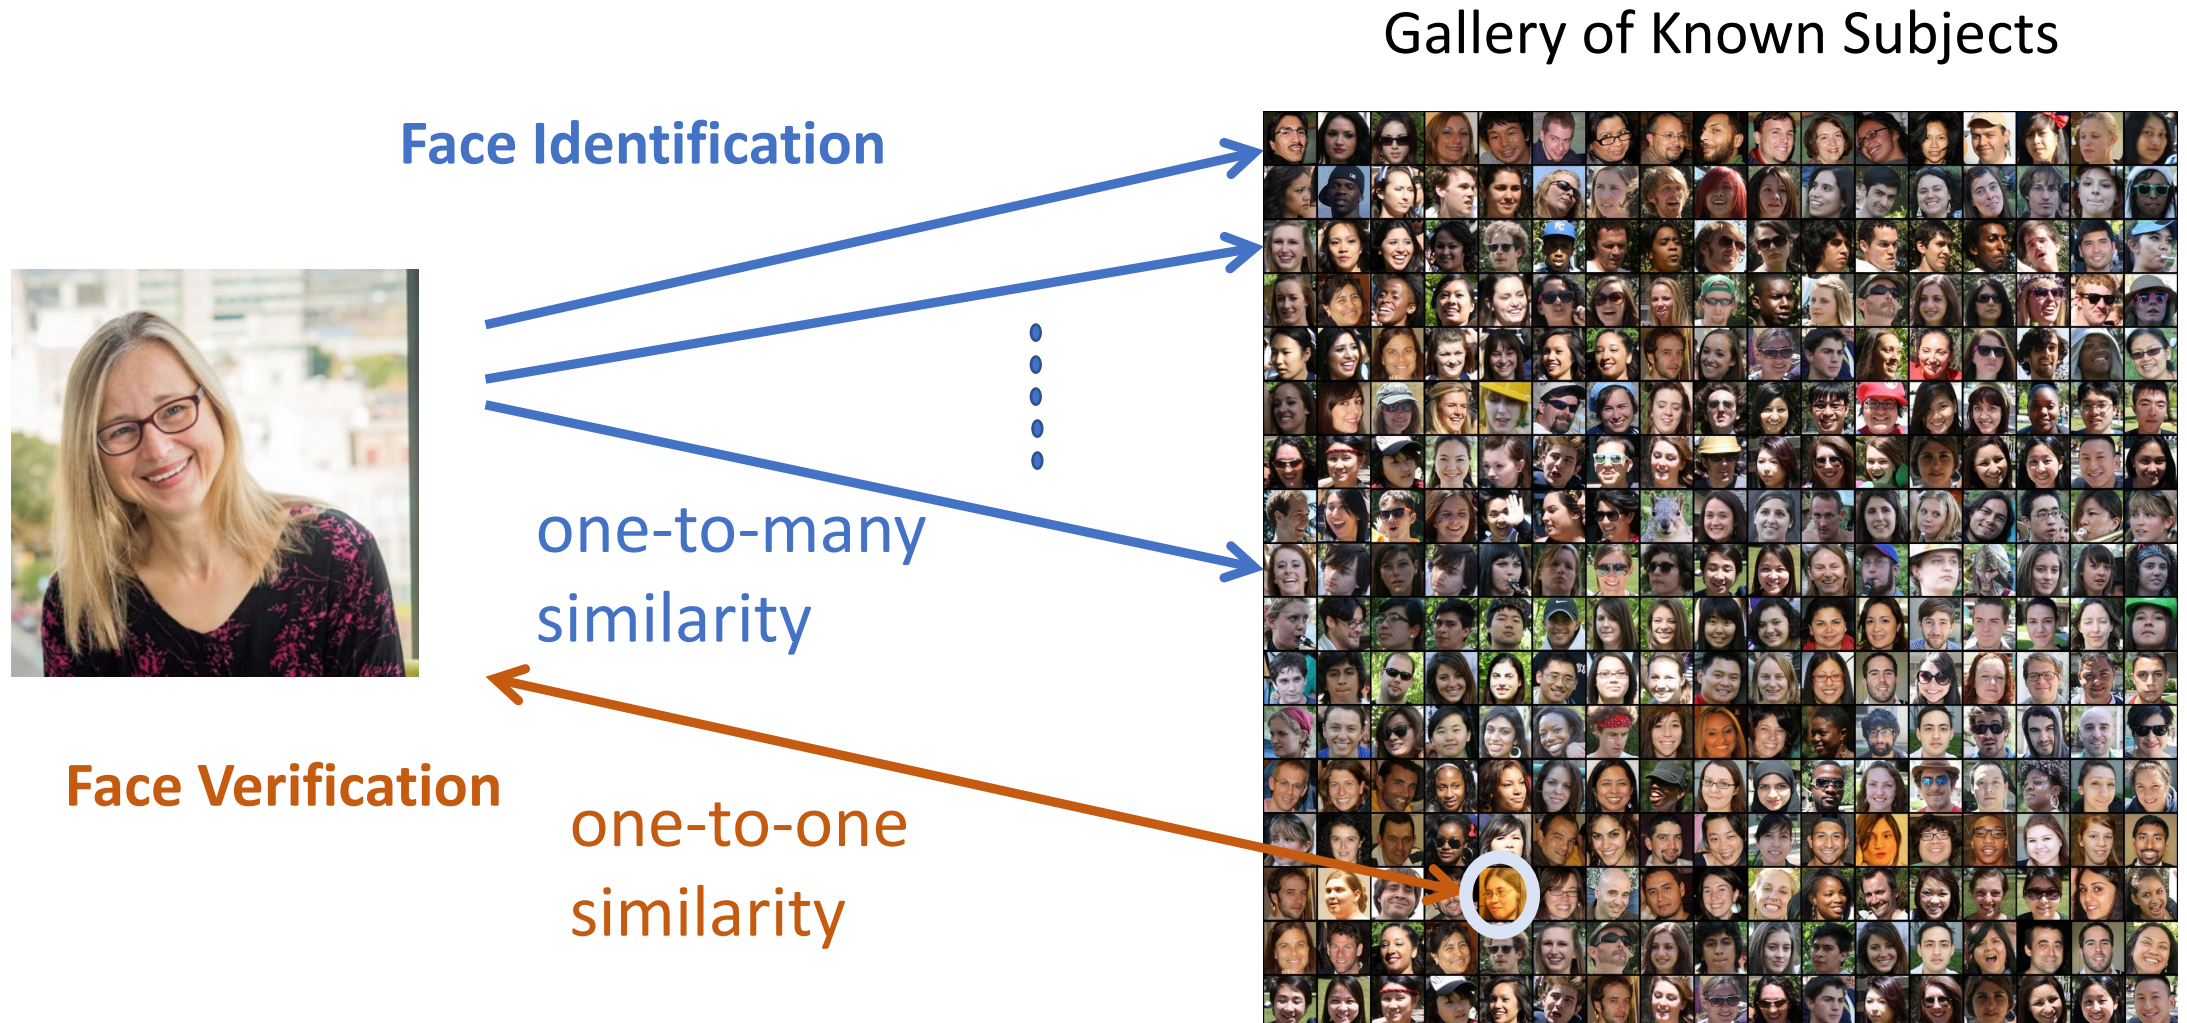 Gallery of Known Subjects
Face Identification
one-to-many
similarity
Face Verification
one-to-one
similarity